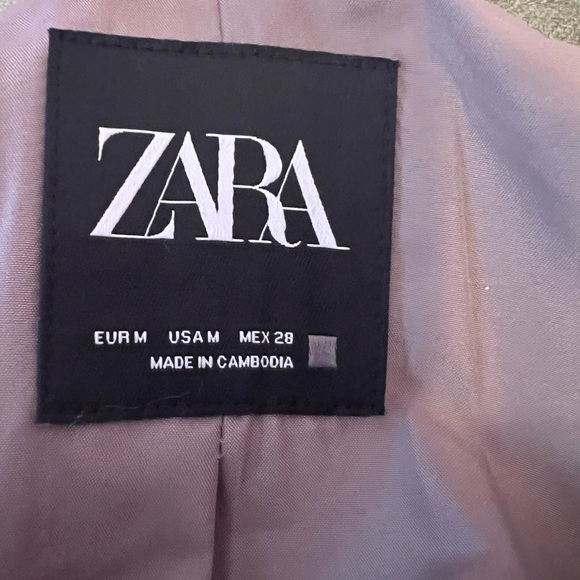 ZARA
EUR M USA M MEX 28
MADE IN CAMBODIA